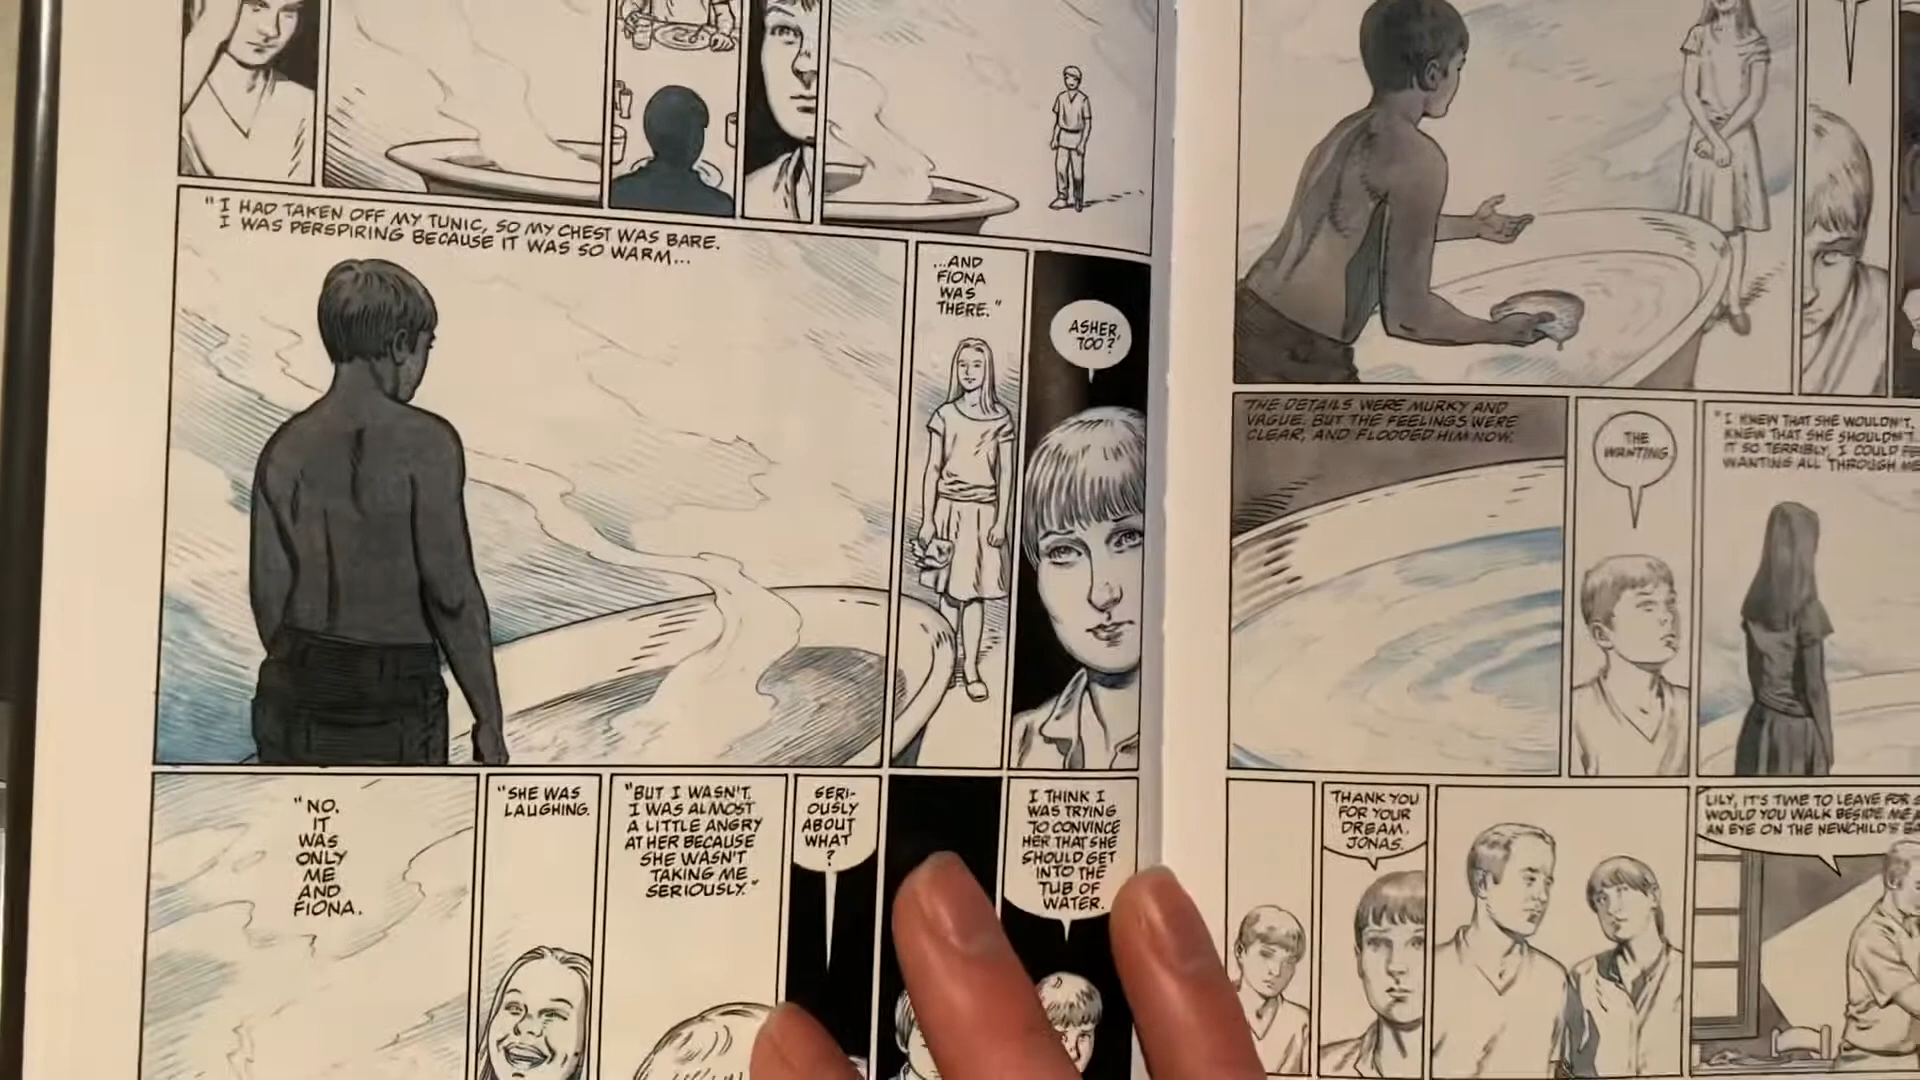 "I HAD TAKEN OFF MY TUNIC, SO MY CHEST WAS BARE.
I WAS PERSPIRING BECAUSE IT WAS SO WARM...
...AND
FIONA
WAS
THERE."
ASHER,
TOO?
"NO,
IT
WAS
ONLY
ME
AND
FIONA.
"SHE WAS
LAUGHING.
"BUT I WASN'T.
I WAS ALMOST
A LITTLE ANGRY
AT HER BECAUSE
SHE WASN'T
TAKING ME
SERIOUSLY."
SERI-
OUSLY
ABOUT
WHAT
?
I THINK I
WAS TRYING
TO CONVINCE
HER THAT SHE
SHOULD GET
INTO THE
TUB OF
WATER.
THE DETAILS WERE MURKY AND
VAGUE. BUT THE FEELINGS WERE
CLEAR, AND FLOODED HIM NOW.
THE
WANTING.
"I KNEW THAT SHE WOULDN'T.
KNEW THAT SHE SHOULDN'T
IT SO TERRIBLY. I COULD
WANTING ALL THROUGH
THANK YOU
FOR YOUR
DREAM,
JONAS.
LILY, IT'S TIME TO LEAVE FOR
WOULD YOU WALK BESIDE
AN EYE ON THE NEWCHILD'S